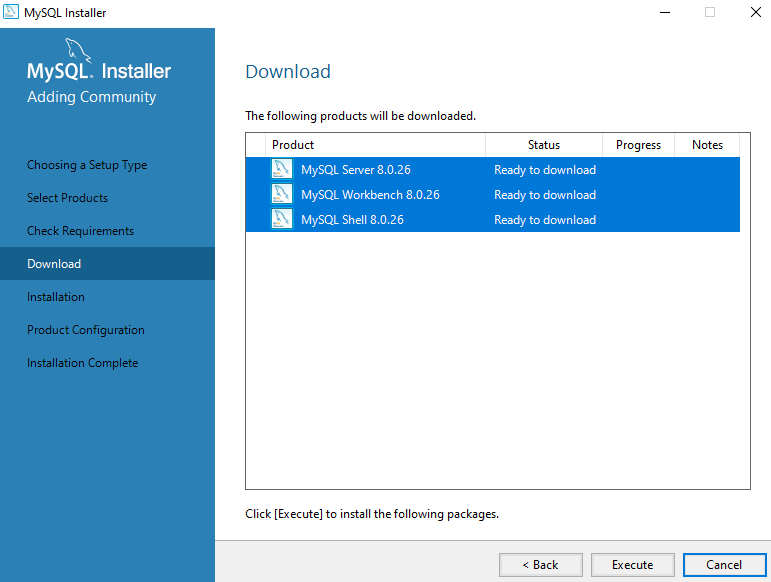 MySQL Installer
MySQL. Installer
Adding Community
Choosing a Setup Type
Select Products
Check Requirements
Download
Installation
Product Configuration
Installation Complete
Download
The following products will be downloaded.
Product Status Progress Notes
MySQL Server 8.0.26 Ready to download
MySQL Workbench 8.0.26 Ready to download
MySQL Shell 8.0.26 Ready to download
Click [Execute] to install the following packages.
< Back Execute Cancel